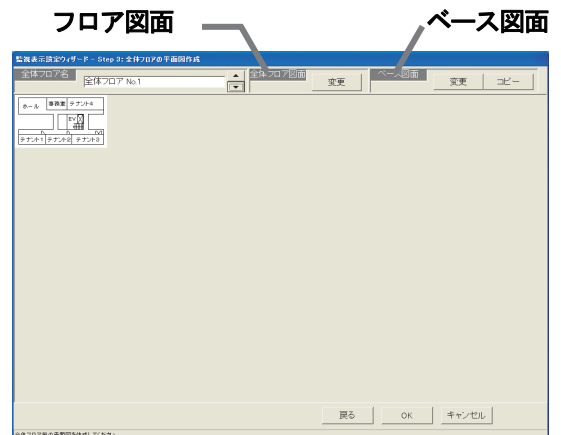 フロア図面 ベース図面
監視表示設定ウィザード - Step 3: 全体フロアの平面図作成
全体フロア名 全体フロア No.1 全体フロア図面 変更 ベース図面 変更 コピー
ホール 事務室 テナント4
EV
テナント1 テナント2 テナント3
戻る OK キャンセル